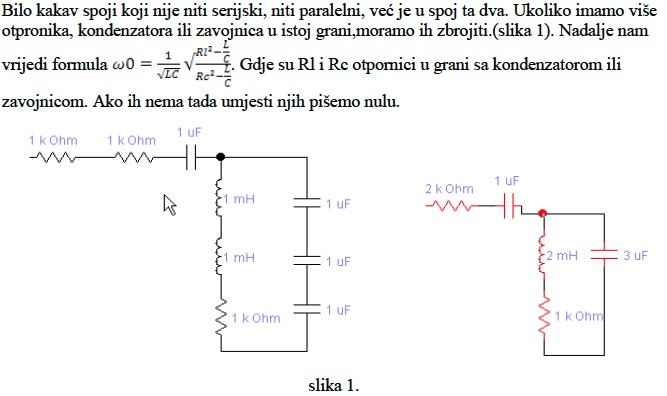 Bilo kakav spoji koji nije niti serijski, niti paralelni, već je u spoj ta dva. Ukoliko imamo više
otpronika, kondenzatora ili zavojnica u istoj grani,moramo ih zbrojiti.(slika 1). Nadalje nam
vrijedi formula ω0 = 1/√LC √(Rl²−L/C)/(Rc²−L/C). Gdje su Rl i Rc otpornici u grani sa kondenzatorom ili
zavojnicom. Ako ih nema tada umjesti njih pišemo nulu.
1 k Ohm
1 k Ohm
1 uF
1 mH
1 uF
1 mH
1 uF
1 k Ohm
1 uF
2 k Ohm
1 uF
2 mH
3 uF
1 k Ohm
slika 1.